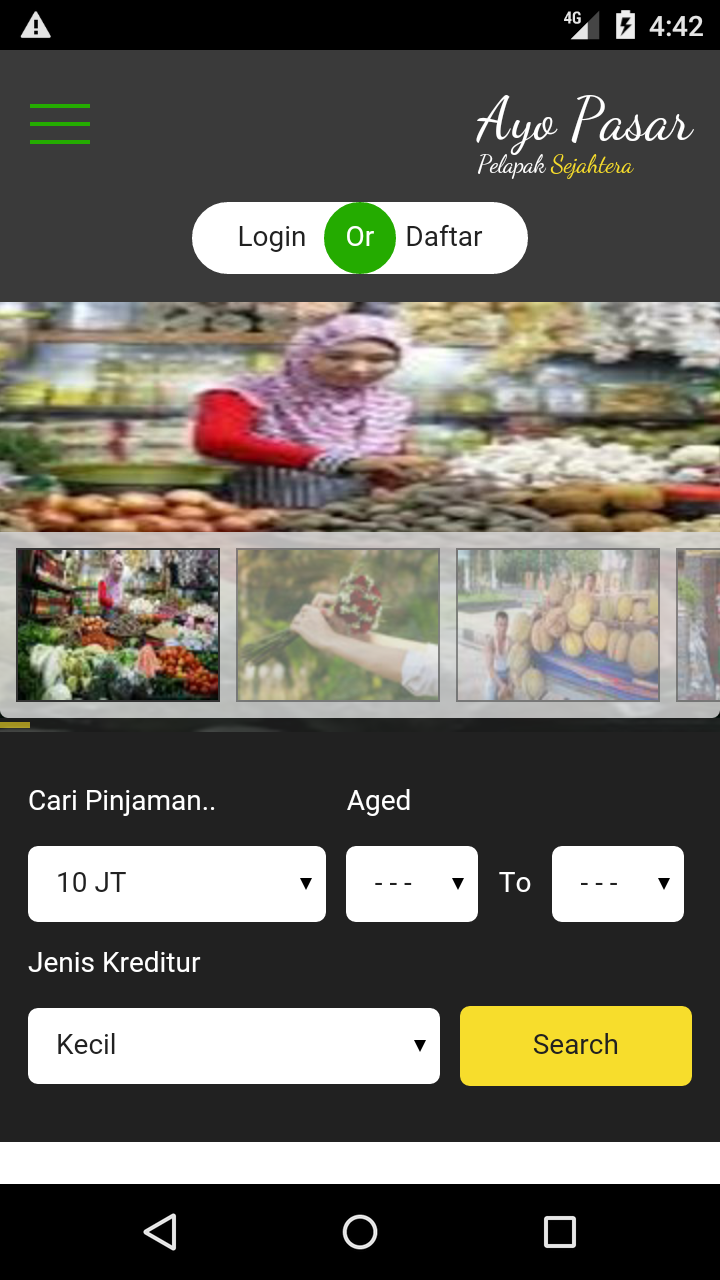 4G 4:42
Ayo Pasar
Pelapak Sejahtera
Login Or Daftar
Cari Pinjaman.. Aged
10 JT - - - To - - -
Jenis Kreditur
Kecil Search